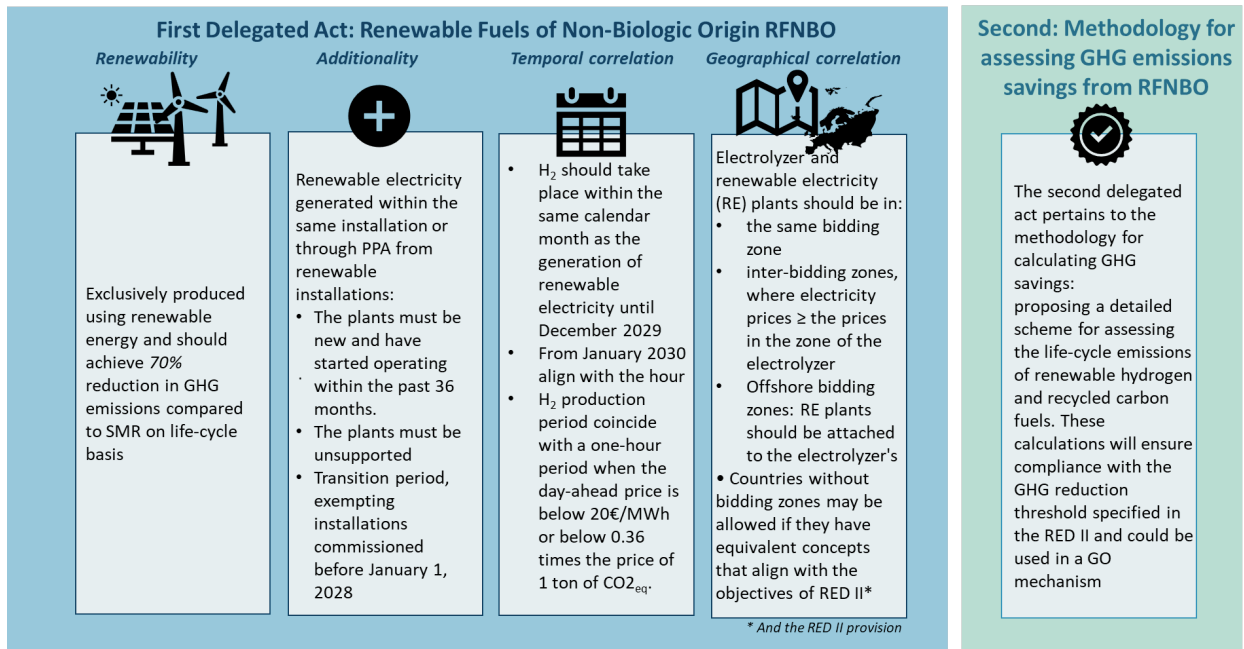 First Delegated Act: Renewable Fuels of Non-Biologic Origin RFNBO
Renewability
Exclusively produced
using renewable
energy and should
achieve 70%
reduction in GHG
emissions compared
to SMR on life-cycle
basis
Additionality
Renewable electricity
generated within the
same installation or
through PPA from
renewable
installations:
• The plants must be
new and have
started operating
within the past 36
months.
• The plants must be
unsupported
• Transition period,
exempting
installations
commissioned
before January 1,
2028
Temporal correlation
• H2 should take
place within the
same calendar
month as the
generation of
renewable
electricity until
December 2029
• From January 2030
align with the hour
• H2 production
period coincide
with a one-hour
period when the
day-ahead price is
below 20€/MWh
or below 0.36
times the price of
1 ton of CO2eq.
Geographical correlation
Electrolyzer and
renewable electricity
(RE) plants should be in:
• the same bidding
zone
• inter-bidding zones,
where electricity
prices ≥ the prices
in the zone of the
electrolyzer
• Offshore bidding
zones: RE plants
should be attached
to the electrolyzer's
• Countries without
bidding zones may be
allowed if they have
equivalent concepts
that align with the
objectives of RED II*
* And the RED II provision
Second: Methodology for
assessing GHG emissions
savings from RFNBO
The second delegated
act pertains to the
methodology for
calculating GHG
savings:
proposing a detailed
scheme for assessing
the life-cycle emissions
of renewable hydrogen
and recycled carbon
fuels. These
calculations will ensure
compliance with the
GHG reduction
threshold specified in
the RED II and could be
used in a GO
mechanism